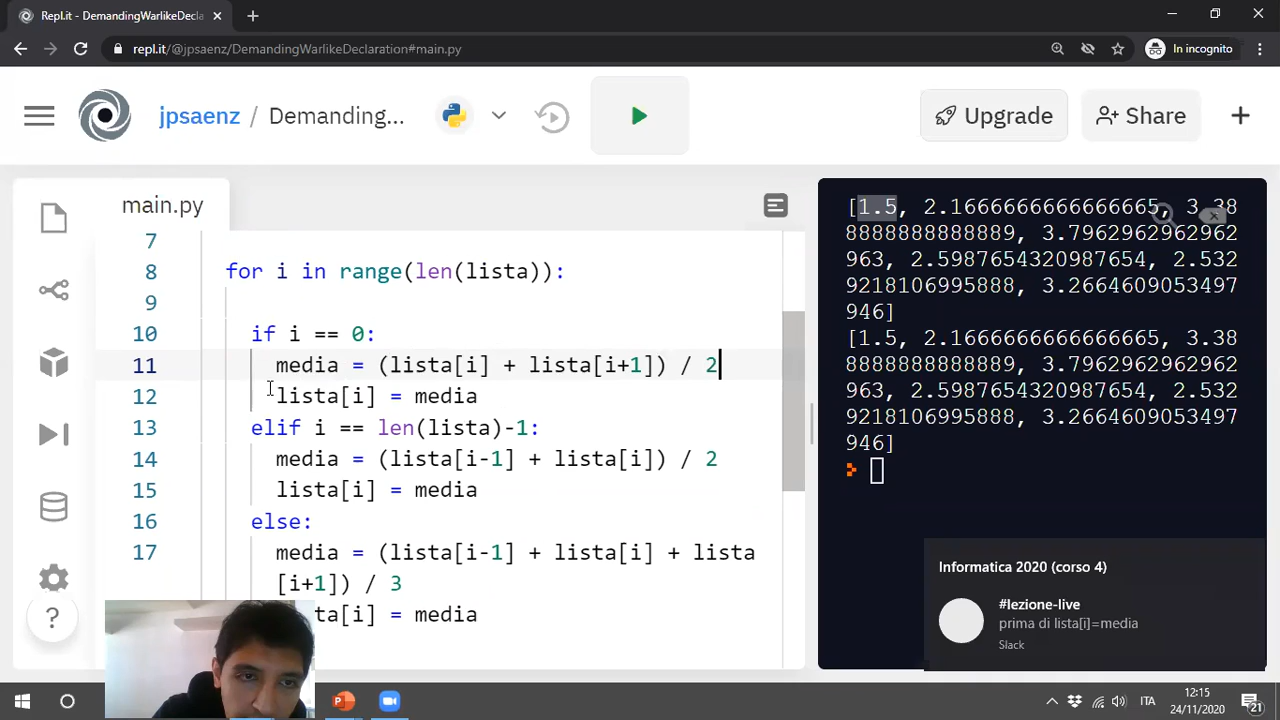 Repl.it - DemandingWarlikeDecla
In incognito
repl.it/@jpsaenz/DemandingWarlikeDeclaration#main.py
jpsaenz / Demanding...
Upgrade
Share
main.py
7
8 for i in range(len(lista)):
9
10 if i == 0:
11 media = (lista[i] + lista[i+1]) / 2
12 lista[i] = media
13 elif i == len(lista)-1:
14 media = (lista[i-1] + lista[i]) / 2
15 lista[i] = media
16 else:
17 media = (lista[i-1] + lista[i] + lista
[i+1]) / 3
ta[i] = media
[1.5, 2.1666666666666665, 3.38
8888888888889, 3.7962962962962
963, 2.5987654320987654, 2.532
9218106995888, 3.2664609053497
946]
[1.5, 2.1666666666666665, 3.38
8888888888889, 3.7962962962962
963, 2.5987654320987654, 2.532
9218106995888, 3.2664609053497
946]
Informatica 2020 (corso 4)
#lezione-live
prima di lista[i]=media
Slack
?
ITA
12:15
24/11/2020
21